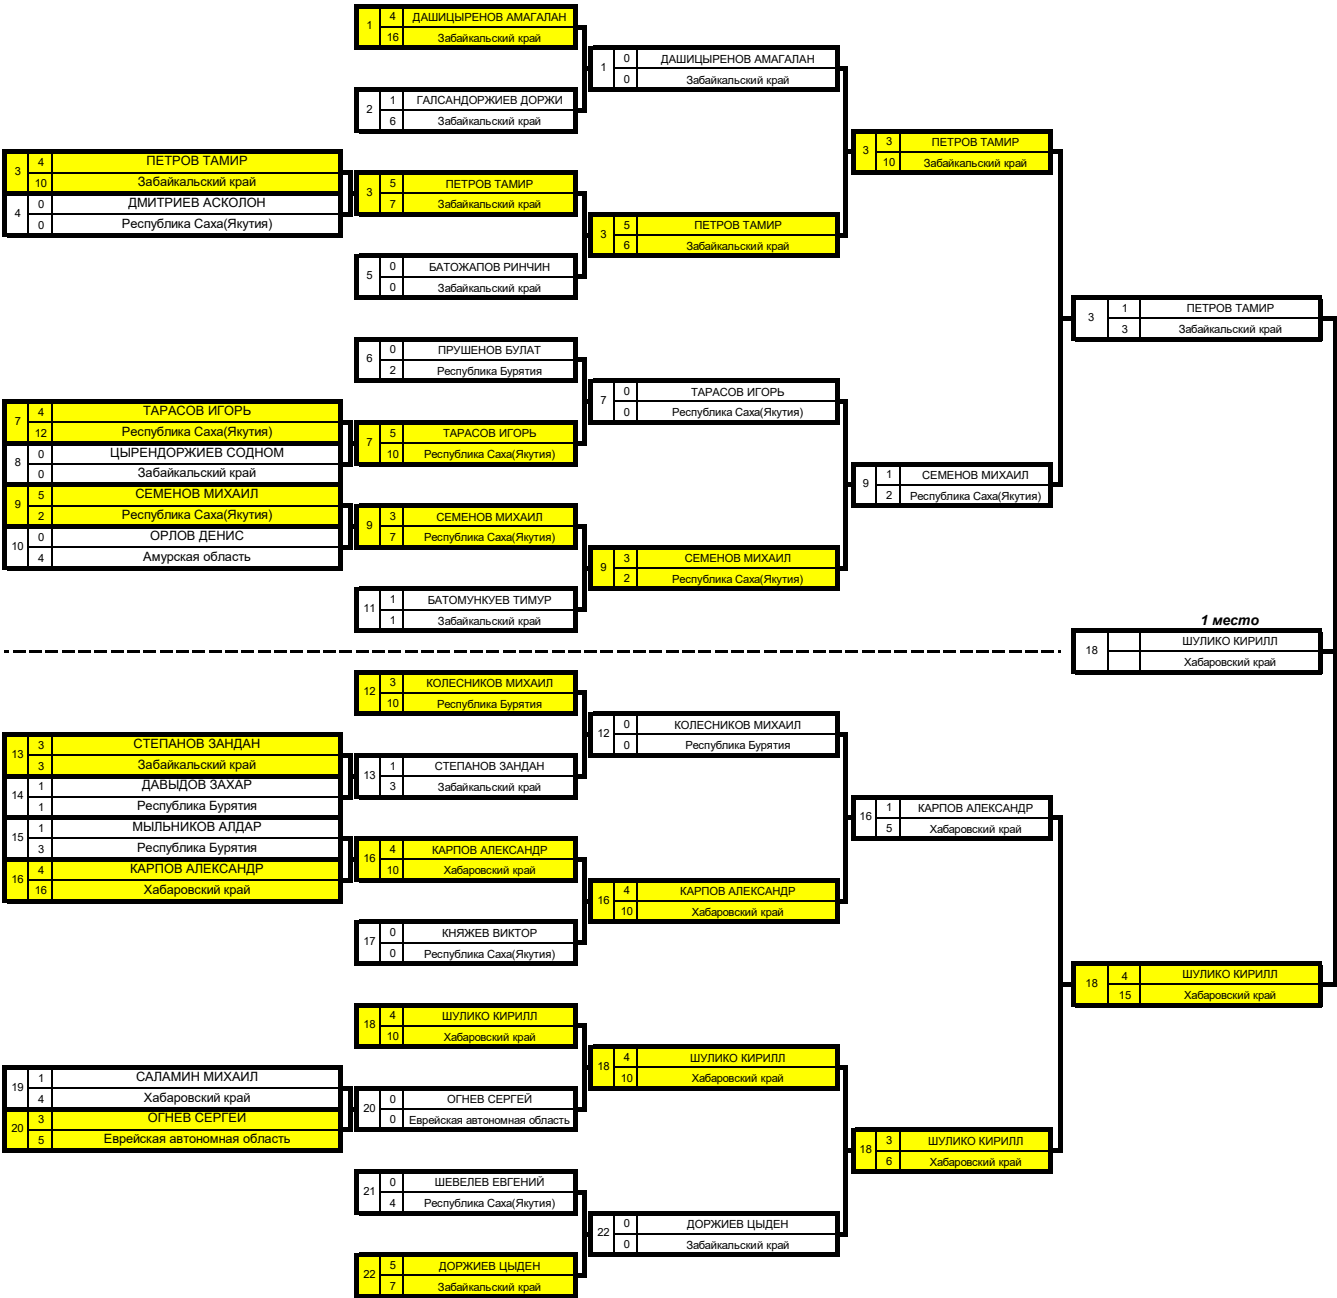 1 4 ДАШИЦЫРЕНОВ АМАГАЛАН
16 Забайкальский край
2 1 ГАЛСАНДОРЖИЕВ ДОРЖИ
6 Забайкальский край
3 4 ПЕТРОВ ТАМИР
10 Забайкальский край
4 0 ДМИТРИЕВ АСКОЛОН
0 Республика Саха(Якутия)
3 5 ПЕТРОВ ТАМИР
7 Забайкальский край
5 0 БАТОЖАПОВ РИНЧИН
0 Забайкальский край
1 0 ДАШИЦЫРЕНОВ АМАГАЛАН
0 Забайкальский край
3 5 ПЕТРОВ ТАМИР
6 Забайкальский край
3 3 ПЕТРОВ ТАМИР
10 Забайкальский край
6 0 ПРУШЕНОВ БУЛАТ
2 Республика Бурятия
7 4 ТАРАСОВ ИГОРЬ
12 Республика Саха(Якутия)
8 0 ЦЫРЕНДОРЖИЕВ СОДНОМ
0 Забайкальский край
9 5 СЕМЕНОВ МИХАИЛ
2 Республика Саха(Якутия)
10 0 ОРЛОВ ДЕНИС
4 Амурская область
7 5 ТАРАСОВ ИГОРЬ
10 Республика Саха(Якутия)
9 3 СЕМЕНОВ МИХАИЛ
7 Республика Саха(Якутия)
11 1 БАТОМУНКУЕВ ТИМУР
1 Забайкальский край
7 0 ТАРАСОВ ИГОРЬ
0 Республика Саха(Якутия)
9 3 СЕМЕНОВ МИХАИЛ
2 Республика Саха(Якутия)
9 1 СЕМЕНОВ МИХАИЛ
2 Республика Саха(Якутия)
3 1 ПЕТРОВ ТАМИР
3 Забайкальский край
1 место
18 ШУЛИКО КИРИЛЛ
Хабаровский край
12 3 КОЛЕСНИКОВ МИХАИЛ
10 Республика Бурятия
13 3 СТЕПАНОВ ЗАНДАН
3 Забайкальский край
14 1 ДАВЫДОВ ЗАХАР
1 Республика Бурятия
15 1 МЫЛЬНИКОВ АЛДАР
3 Республика Бурятия
16 4 КАРПОВ АЛЕКСАНДР
16 Хабаровский край
13 1 СТЕПАНОВ ЗАНДАН
3 Забайкальский край
16 4 КАРПОВ АЛЕКСАНДР
10 Хабаровский край
17 0 КНЯЖЕВ ВИКТОР
0 Республика Саха(Якутия)
12 0 КОЛЕСНИКОВ МИХАИЛ
0 Республика Бурятия
16 4 КАРПОВ АЛЕКСАНДР
10 Хабаровский край
16 1 КАРПОВ АЛЕКСАНДР
5 Хабаровский край
18 4 ШУЛИКО КИРИЛЛ
15 Хабаровский край
18 4 ШУЛИКО КИРИЛЛ
10 Хабаровский край
19 1 САЛАМИН МИХАИЛ
4 Хабаровский край
20 3 ОГНЕВ СЕРГЕЙ
5 Еврейская автономная область
20 0 ОГНЕВ СЕРГЕЙ
0 Еврейская автономная область
21 0 ШЕВЕЛЕВ ЕВГЕНИЙ
4 Республика Саха(Якутия)
22 5 ДОРЖИЕВ ЦЫДЕН
7 Забайкальский край
18 4 ШУЛИКО КИРИЛЛ
10 Хабаровский край
22 0 ДОРЖИЕВ ЦЫДЕН
0 Забайкальский край
18 3 ШУЛИКО КИРИЛЛ
6 Хабаровский край